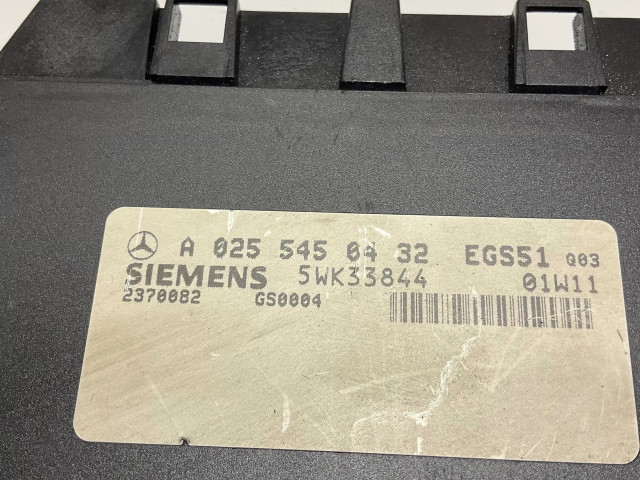 A 025 545 04 32 EGS51 Q03
SIEMENS 5WK33844 01W11
2370082 GS0004